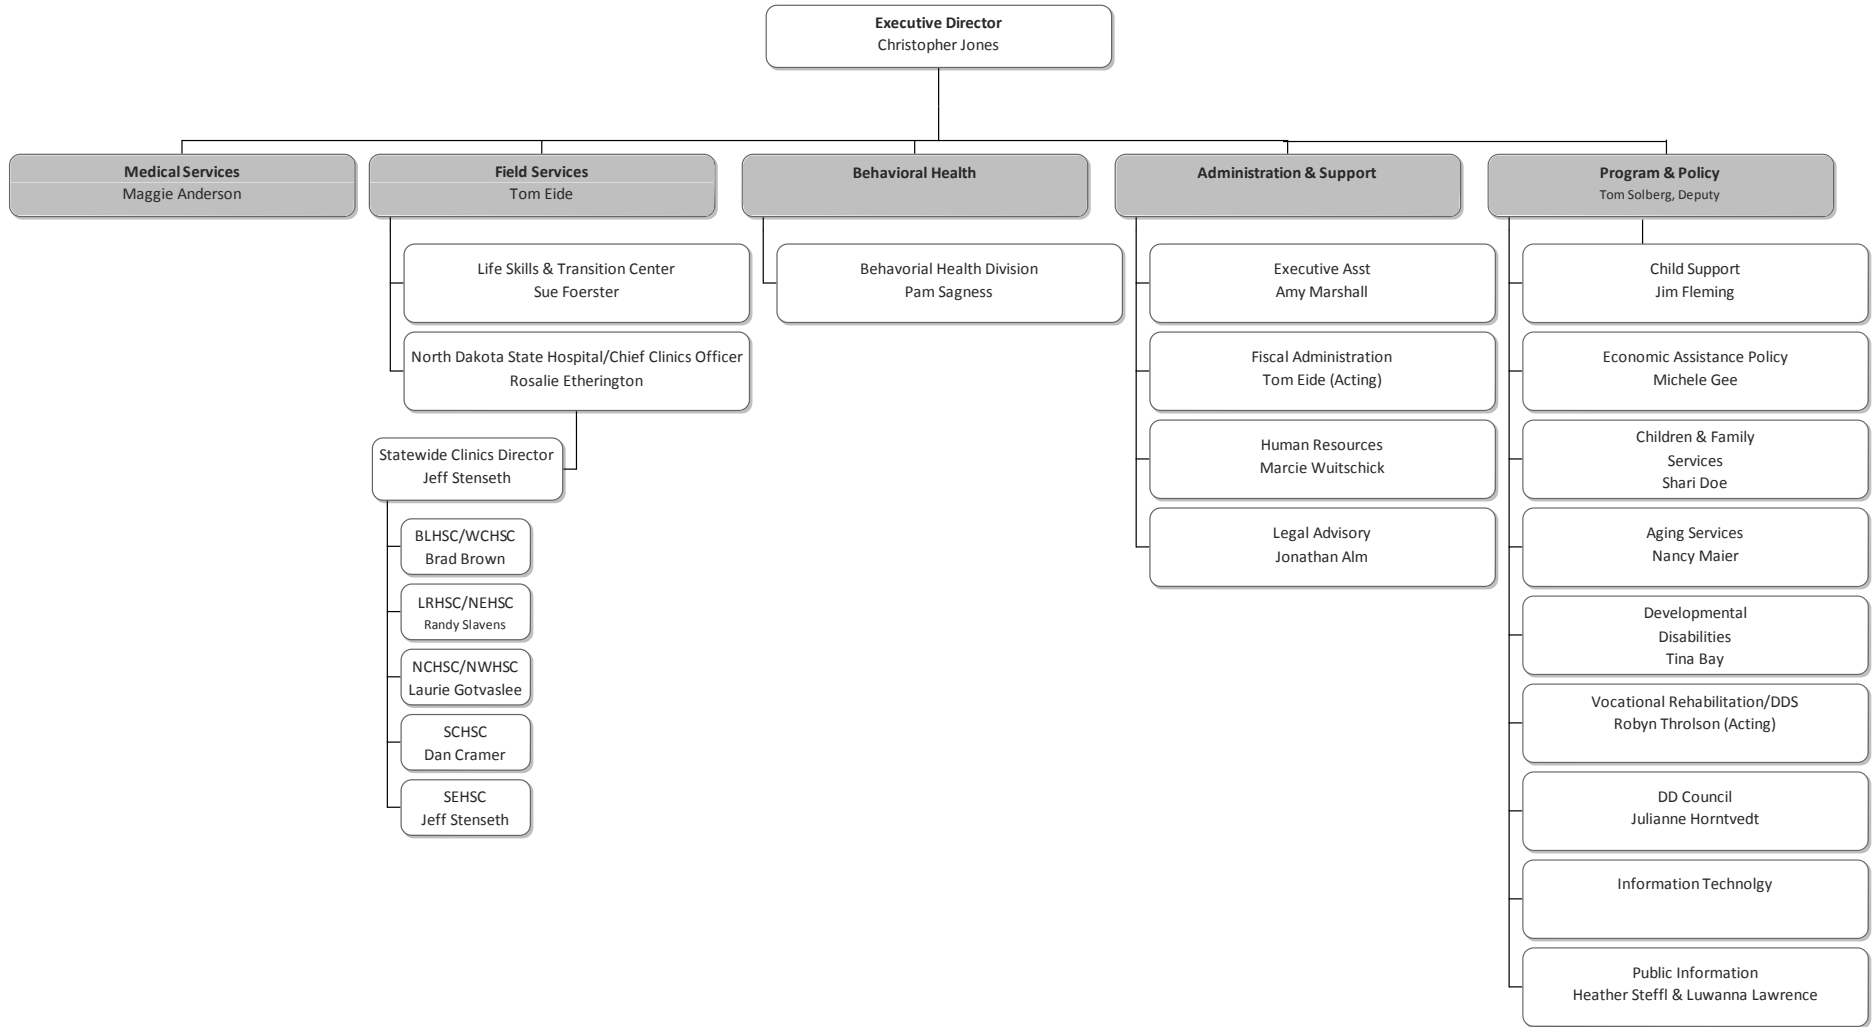 Executive Director
Christopher Jones
Medical Services
Maggie Anderson
Field Services
Tom Eide
Behavioral Health
Administration & Support
Program & Policy
Tom Solberg, Deputy
Life Skills & Transition Center
Sue Foerster
North Dakota State Hospital/Chief Clinics Officer
Rosalie Etherington
Statewide Clinics Director
Jeff Stenseth
BLHSC/WCHSC
Brad Brown
LRHSC/NEHSC
Randy Slavens
NCHSC/NWHSC
Laurie Gotvaslee
SCHSC
Dan Cramer
SEHSC
Jeff Stenseth
Behavorial Health Division
Pam Sagness
Executive Asst
Amy Marshall
Fiscal Administration
Tom Eide (Acting)
Human Resources
Marcie Wuitschick
Legal Advisory
Jonathan Alm
Child Support
Jim Fleming
Economic Assistance Policy
Michele Gee
Children & Family
Services
Shari Doe
Aging Services
Nancy Maier
Developmental
Disabilities
Tina Bay
Vocational Rehabilitation/DDS
Robyn Throlson (Acting)
DD Council
Julianne Horntvedt
Information Technolgy
Public Information
Heather Steffl & Luwanna Lawrence